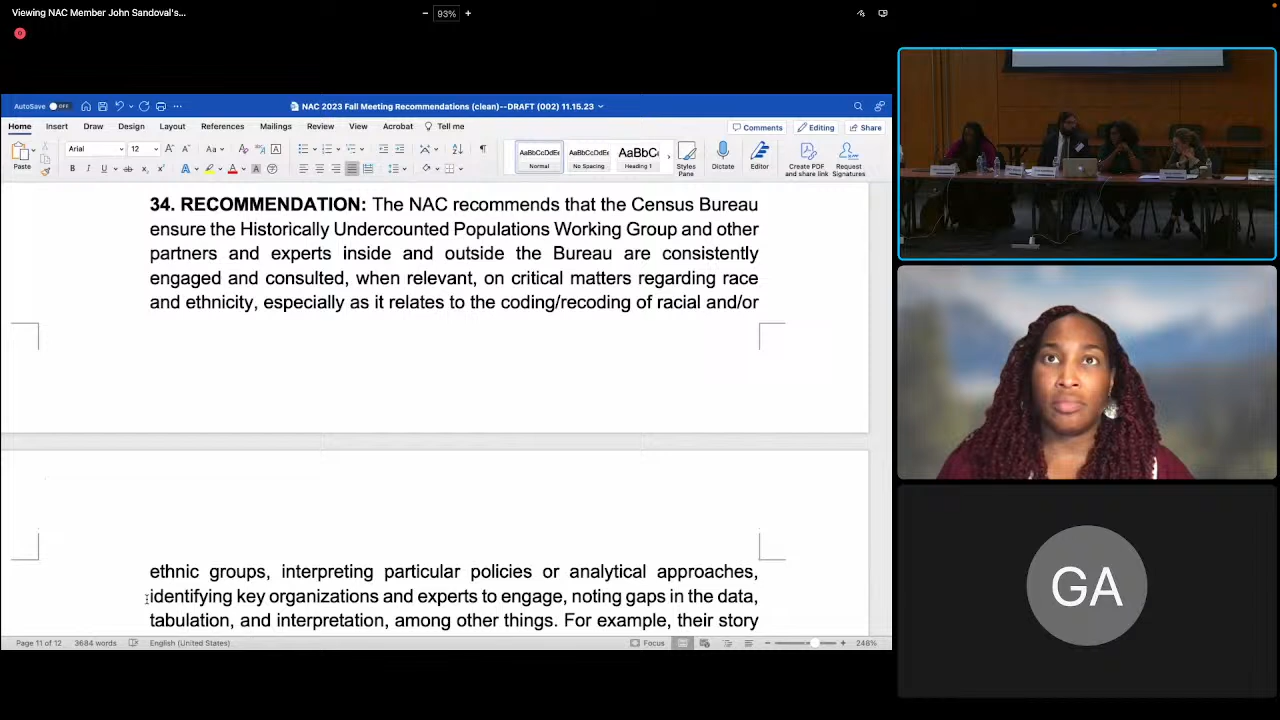 Viewing NAC Member John Sandoval's...
− 93% +
AutoSave OFF
NAC 2023 Fall Meeting Recommendations (clean)--DRAFT (002) 11.15.23
Home Insert Draw Design Layout References Mailings Review Acrobat Tell me
Comments Editing Share
Paste
Arial 12
AaBbCcDdEe AaBbCcDdEe AaBbCc
Normal No Spacing Heading 1
Styles Pane
Dictate
Editor
Create PDF and share link
Request Signatures
34. RECOMMENDATION: The NAC recommends that the Census Bureau
ensure the Historically Undercounted Populations Working Group and other
partners and experts inside and outside the Bureau are consistently
engaged and consulted, when relevant, on critical matters regarding race
and ethnicity, especially as it relates to the coding/recoding of racial and/or
ethnic groups, interpreting particular policies or analytical approaches,
identifying key organizations and experts to engage, noting gaps in the data,
tabulation, and interpretation, among other things. For example, their story
Page 11 of 12 3684 words English (United States) Focus 248%
GA